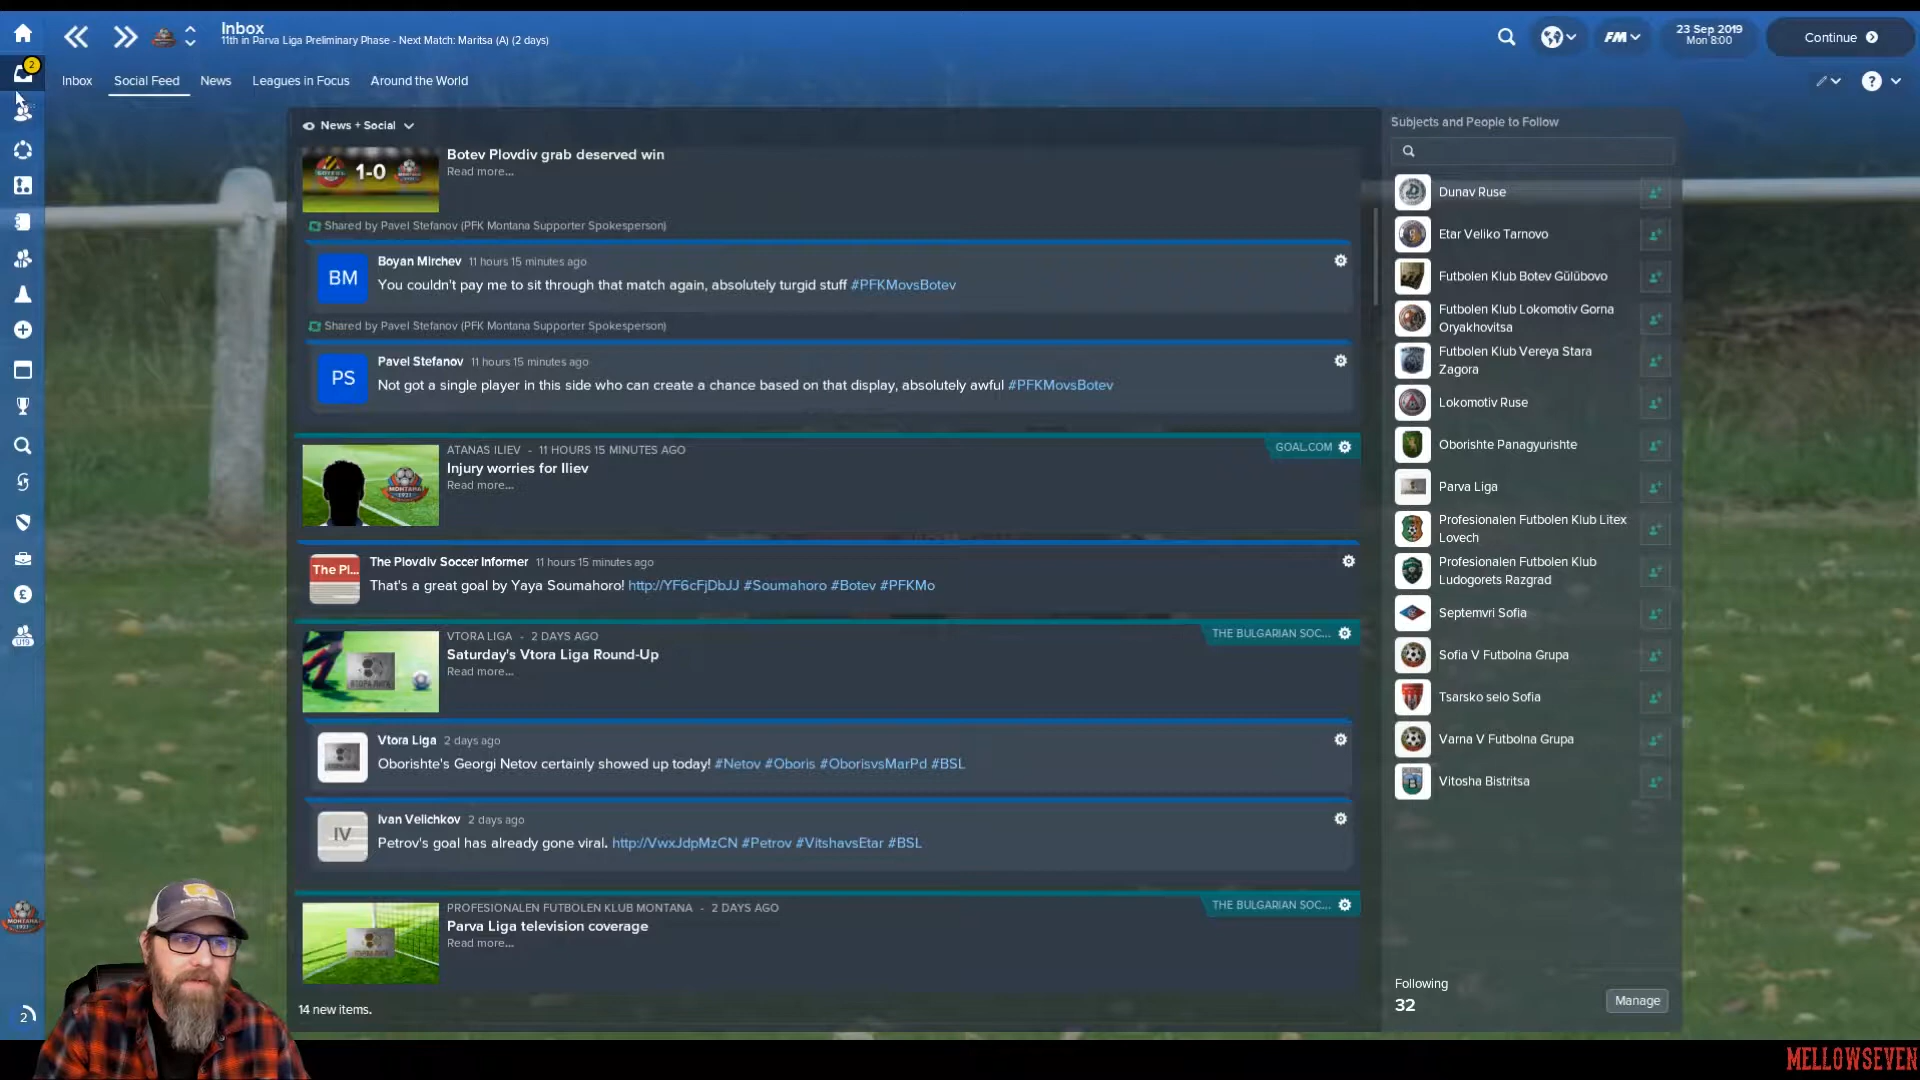 Inbox
11th in Parva Liga Preliminary Phase - Next Match: Maritsa (A) (2 days)
FM
23 Sep 2019
Mon 8:00
Continue
2
Inbox
Social Feed
News
Leagues in Focus
Around the World
?
News + Social
1-0
Botev Plovdiv grab deserved win
Read more...
Shared by Pavel Stefanov (PFK Montana Supporter Spokesperson)
BM
Boyan Mirchev 11 hours 15 minutes ago
You couldn't pay me to sit through that match again, absolutely turgid stuff #PFKMovsBotev
Shared by Pavel Stefanov (PFK Montana Supporter Spokesperson)
PS
Pavel Stefanov 11 hours 15 minutes ago
Not got a single player in this side who can create a chance based on that display, absolutely awful #PFKMovsBotev
MONTANA
1921
ATANAS ILIEV - 11 HOURS 15 MINUTES AGO
GOAL.COM
Injury worries for Iliev
Read more...
The Pl...
The Plovdiv Soccer Informer 11 hours 15 minutes ago
That's a great goal by Yaya Soumahoro! http://YF6cFjDbJJ #Soumahoro #Botev #PFKMo
VTORA LIGA - 2 DAYS AGO
THE BULGARIAN SOC...
Saturday's Vtora Liga Round-Up
Read more...
Vtora Liga 2 days ago
Oborishte's Georgi Netov certainly showed up today! #Netov #Oboris #OborisvsMarPd #BSL
IV
Ivan Velichkov 2 days ago
Petrov's goal has already gone viral. http://VwxJdpMzCN #Petrov #VitshavsEtar #BSL
PROFESIONALEN FUTBOLEN KLUB MONTANA - 2 DAYS AGO
THE BULGARIAN SOC...
Parva Liga television coverage
Read more...
14 new items.
Subjects and People to Follow
Dunav Ruse
Etar Veliko Tarnovo
Futbolen Klub Botev Gülübovo
Futbolen Klub Lokomotiv Gorna
Oryakhovitsa
Futbolen Klub Vereya Stara
Zagora
Lokomotiv Ruse
Oborishte Panagyurishte
Parva Liga
Profesionalen Futbolen Klub Litex
Lovech
Profesionalen Futbolen Klub
Ludogorets Razgrad
Septemvri Sofia
Sofia V Futbolna Grupa
Tsarsko selo Sofia
Varna V Futbolna Grupa
Vitosha Bistritsa
Following
32
Manage
£
U19
MONTANA
1921
2
MELLOWSEVEN